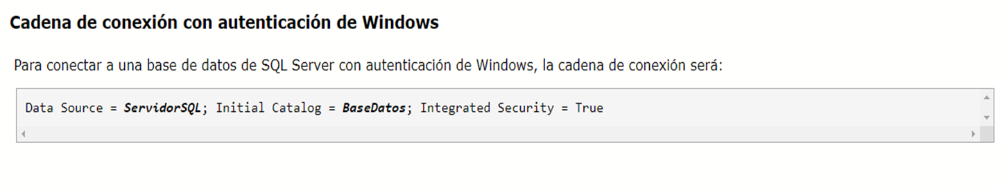 Cadena de conexión con autenticación de Windows
Para conectar a una base de datos de SQL Server con autenticación de Windows, la cadena de conexión será:
Data Source = ServidorSQL; Initial Catalog = BaseDatos; Integrated Security = True